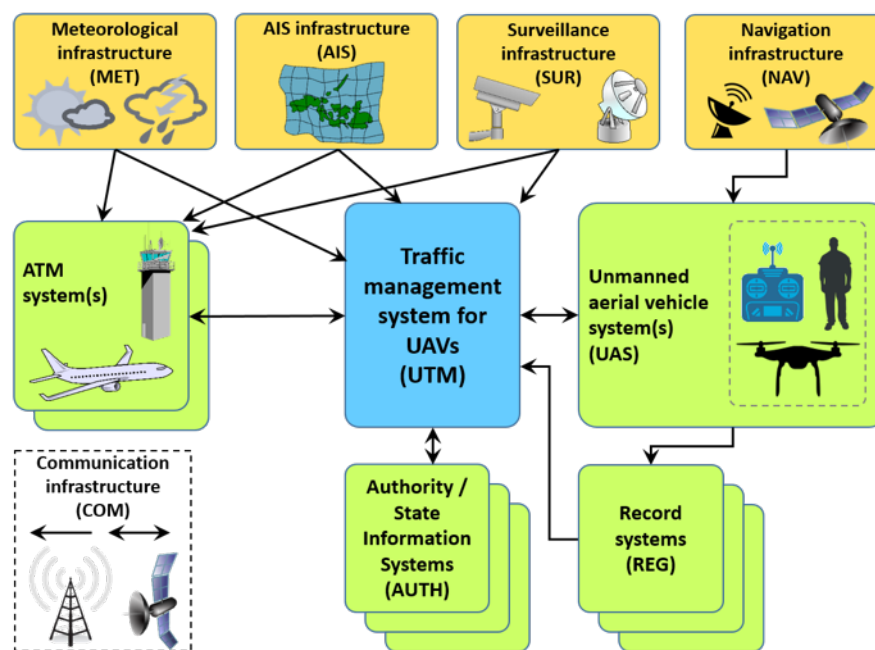 Meteorological
infrastructure
(MET)
AIS infrastructure
(AIS)
Surveillance
infrastructure
(SUR)
Navigation
infrastructure
(NAV)
ATM
system(s)
Traffic
management
system for
UAVs
(UTM)
Unmanned
aerial vehicle
system(s)
(UAS)
Communication
infrastructure
(COM)
Authority /
State
Information
Systems
(AUTH)
Record
systems
(REG)